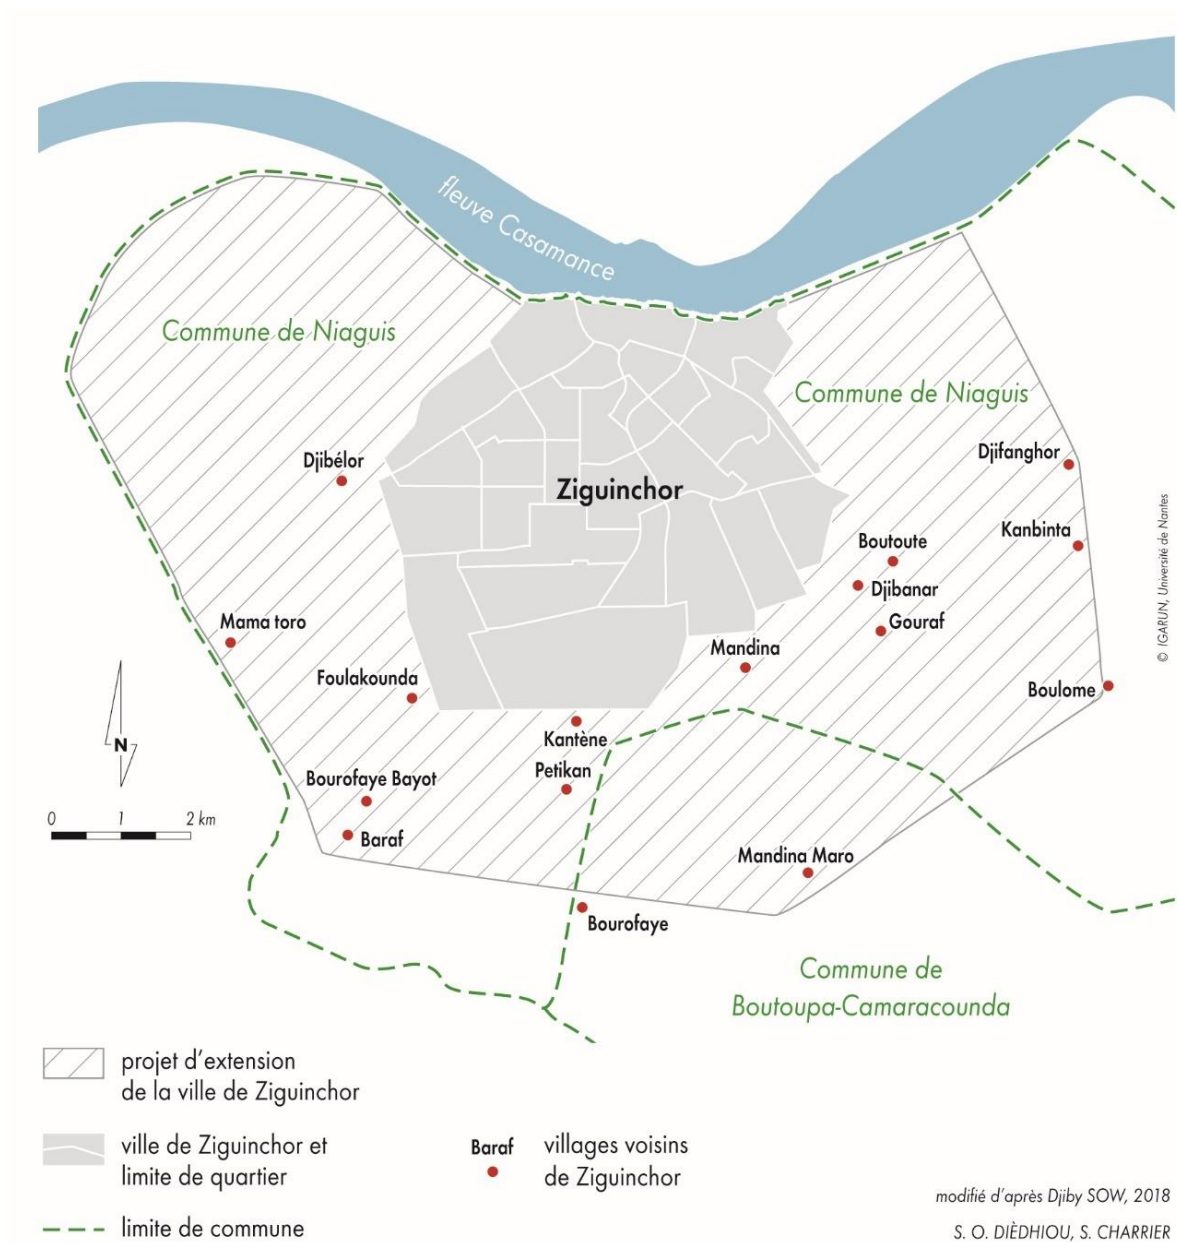 fleuve Casamance
Commune de Niaguis
Commune de Niaguis
Djibélor
Djifanghor
Ziguinchor
Kanbinta
Boutoute
Djibanar
Gouraf
Mama toro
Mandina
Foulakounda
Boulome
Kantène
Petikan
Bourofaye Bayot
Baraf
Mandina Maro
Bourofaye
Commune de
Boutoupa-Camaracounda
N
0 1 2 km
© IGARUN, Université de Nantes
projet d'extension
de la ville de Ziguinchor
ville de Ziguinchor et
limite de quartier
limite de commune
Baraf
villages voisins
de Ziguinchor
modifié d'après Djiby SOW, 2018
S. O. DIÈDHIOU, S. CHARRIER